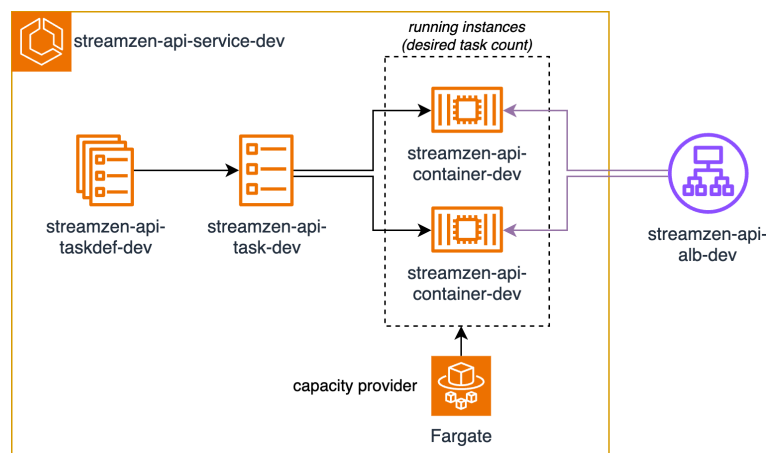 streamzen-api-service-dev
running instances
(desired task count)
streamzen-api-
container-dev
streamzen-api-
taskdef-dev
streamzen-api-
task-dev
streamzen-api-
container-dev
streamzen-api-
alb-dev
capacity provider
Fargate